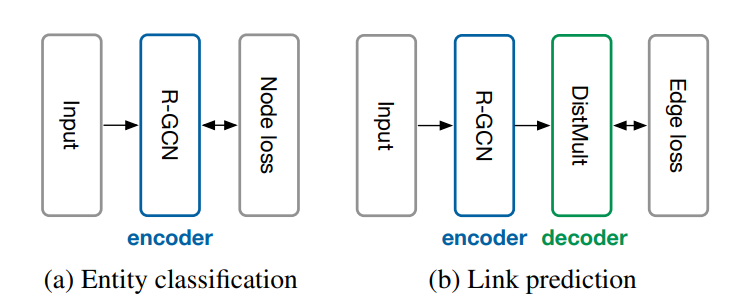 Input
R-GCN
Node loss
encoder
(a) Entity classification
Input
R-GCN
DistMult
Edge loss
encoder decoder
(b) Link prediction